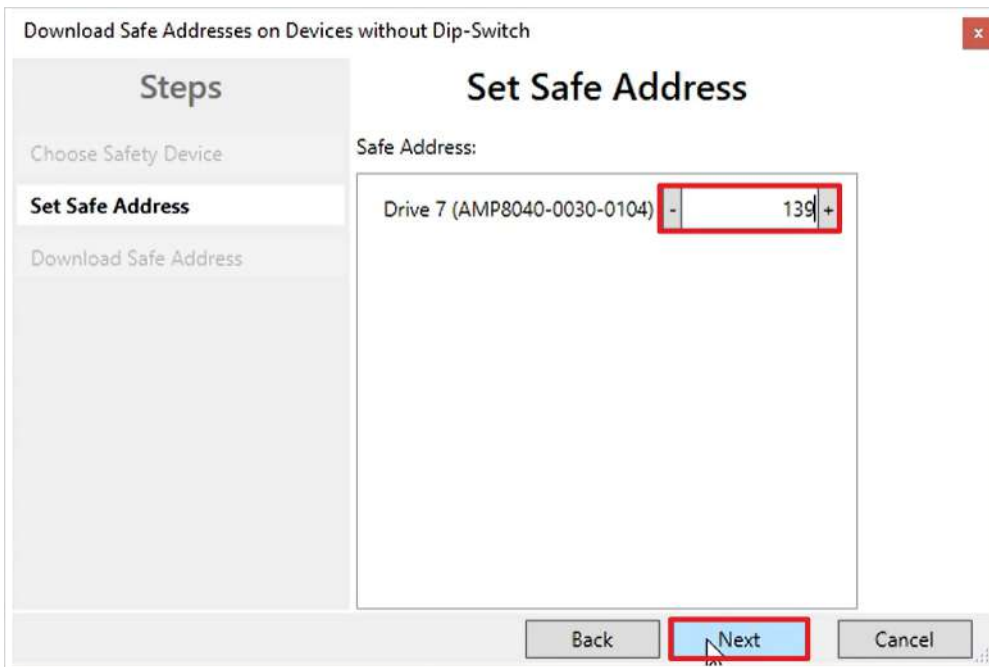 Download Safe Addresses on Devices without Dip-Switch
x
Steps
Choose Safety Device
Set Safe Address
Download Safe Address
Set Safe Address
Safe Address:
Drive 7 (AMP8040-0030-0104) - 139 +
Back Next Cancel